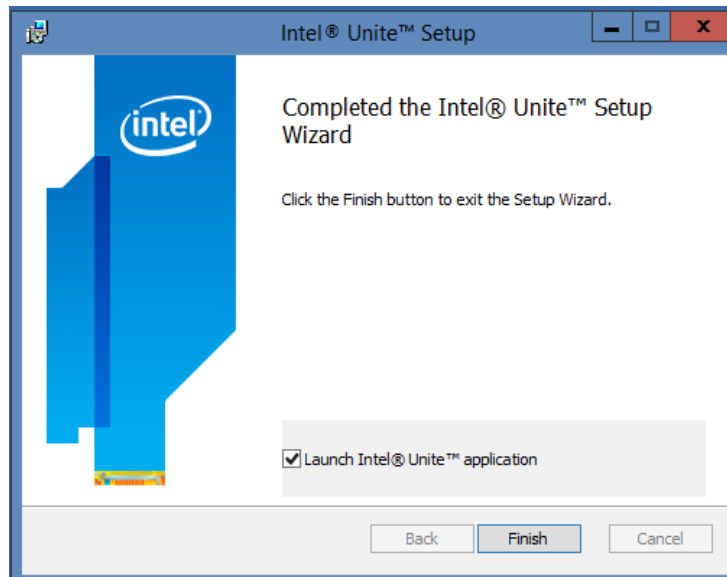 Intel® Unite™ Setup
intel
Completed the Intel® Unite™ Setup
Wizard
Click the Finish button to exit the Setup Wizard.
Launch Intel® Unite™ application
Back Finish Cancel